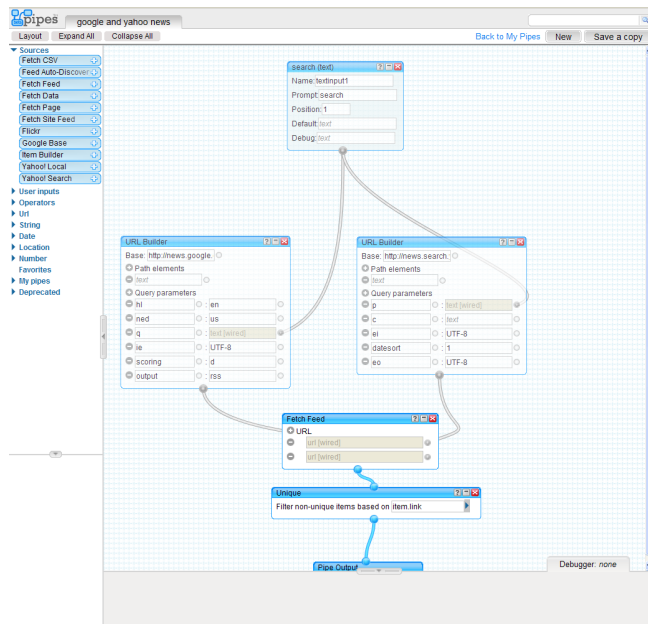 pipes google and yahoo news
Layout Expand All Collapse All Back to My Pipes New Save a copy
Sources
Fetch CSV
Feed Auto-Discover
Fetch Feed
Fetch Data
Fetch Page
Fetch Site Feed
Flickr
Google Base
Item Builder
Yahoo! Local
Yahoo! Search
User inputs
Operators
Url
String
Date
Location
Number
Favorites
My pipes
Deprecated
search (text)
Name: textinput1
Prompt: search
Position: 1
Default: text
Debug: text
URL Builder
Base: http://news.google.
Path elements
text
Query parameters
hl : en
ned : us
q : text [wired]
ie : UTF-8
scoring : d
output : rss
URL Builder
Base: http://news.search.
Path elements
text
Query parameters
p : text [wired]
c : text
ei : UTF-8
datesort : 1
eo : UTF-8
Fetch Feed
URL
url [wired]
url [wired]
Unique
Filter non-unique items based on item.link
Pipe Output
Debugger: none